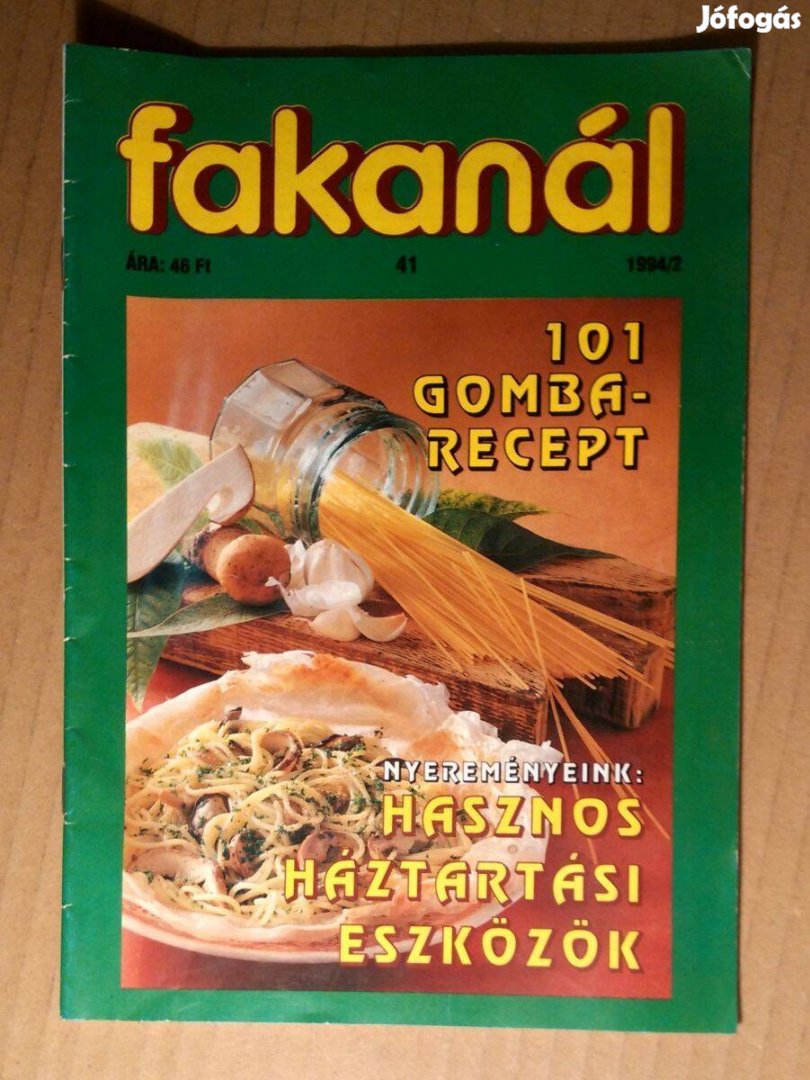 Jófogás
fakanál
ÁRA: 46 Ft 41 1994/2
101
GOMBA-
RECEPT
NYEREMÉNYEINK:
HASZNOS
HÁZTARTÁSI
ESZKÖZÖK